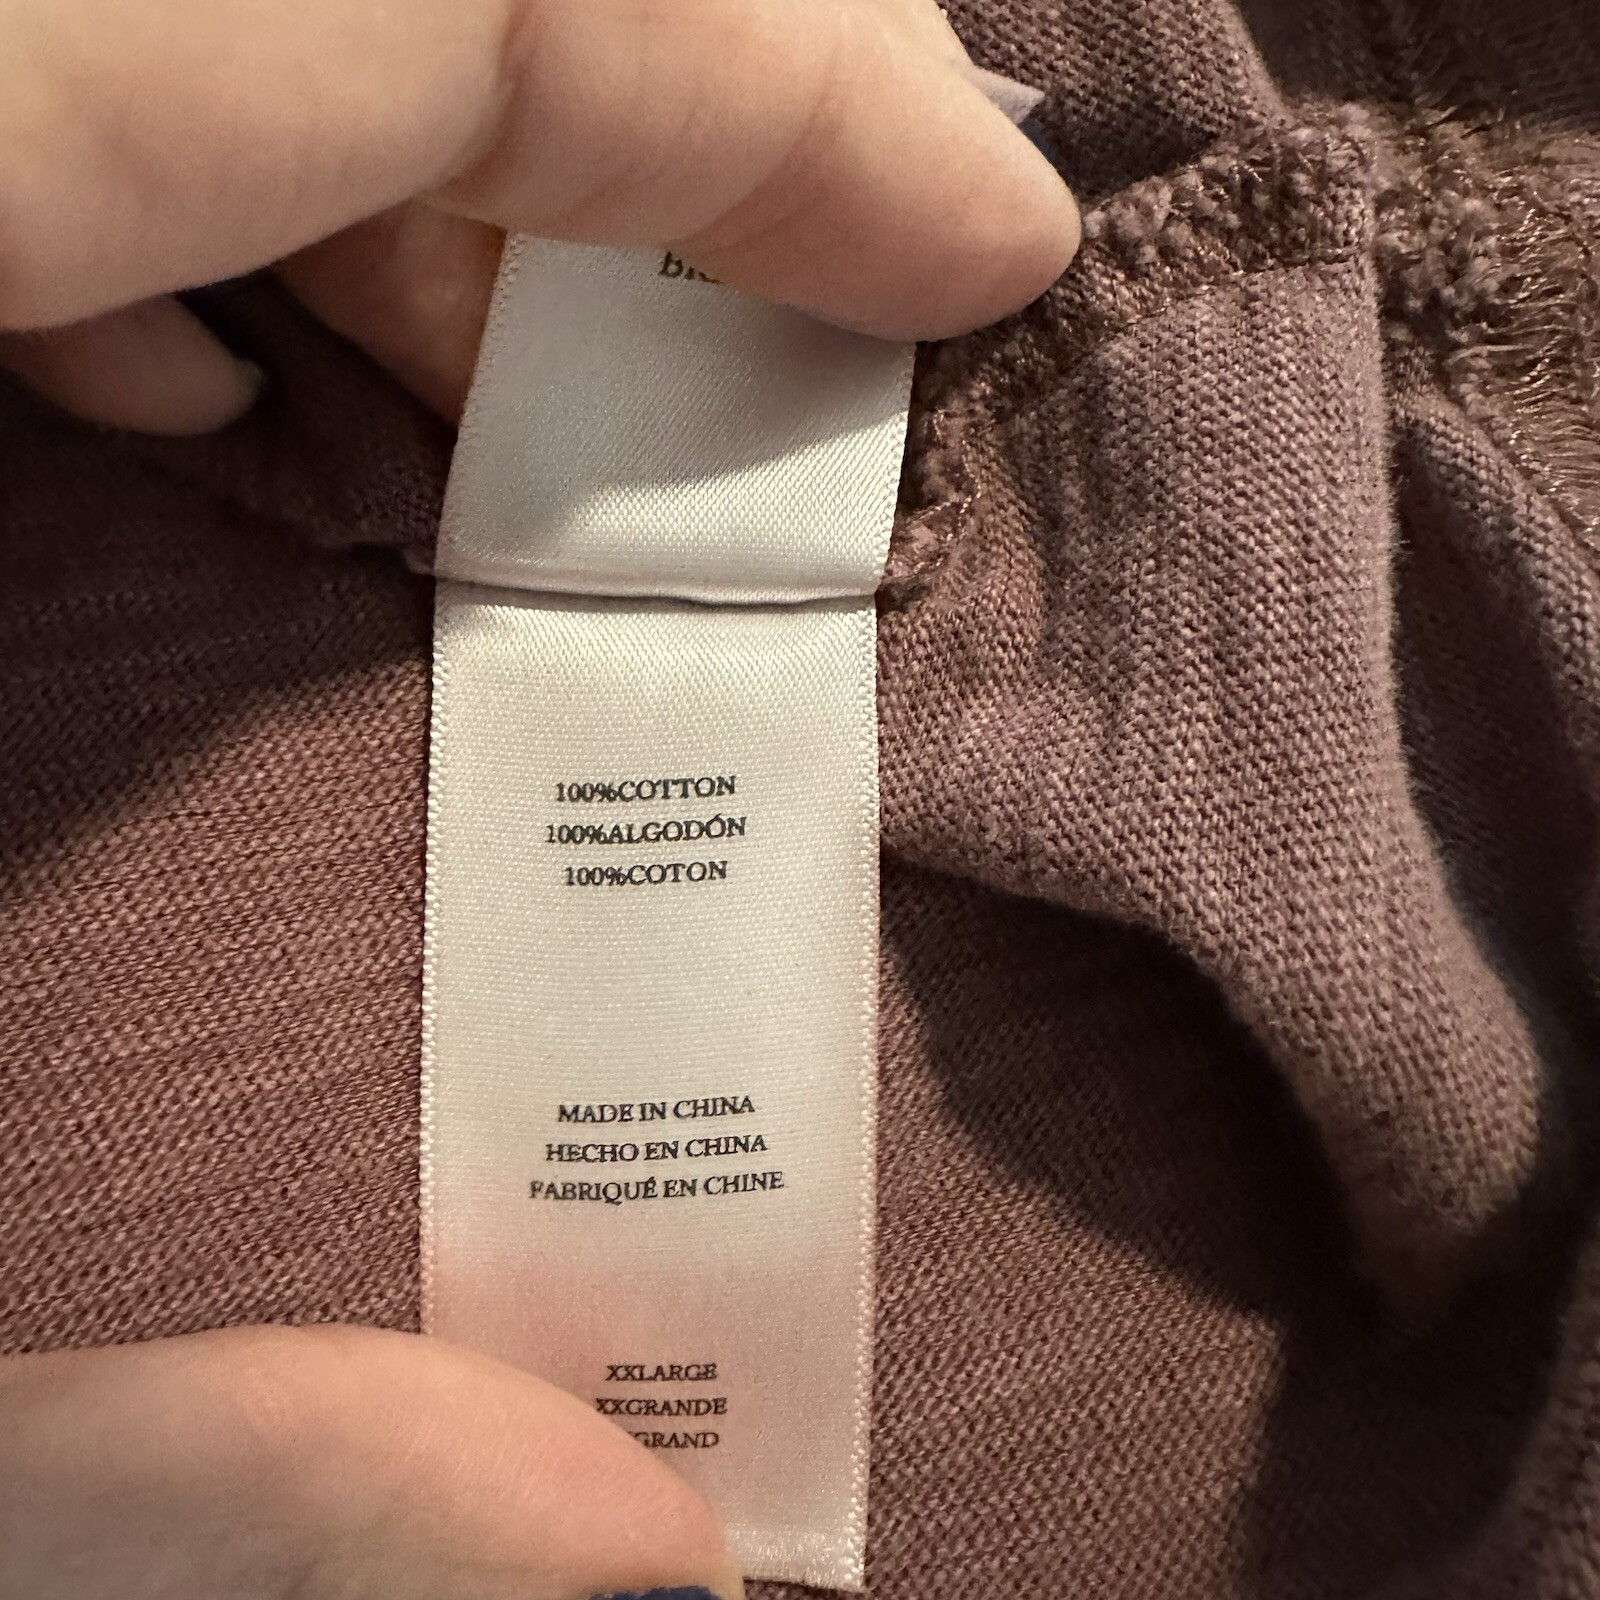 100%COTTON
100%ALGODÓN
100%COTON
MADE IN CHINA
HECHO EN CHINA
FABRIQUÉ EN CHINE
XXLARGE
XXGRANDE